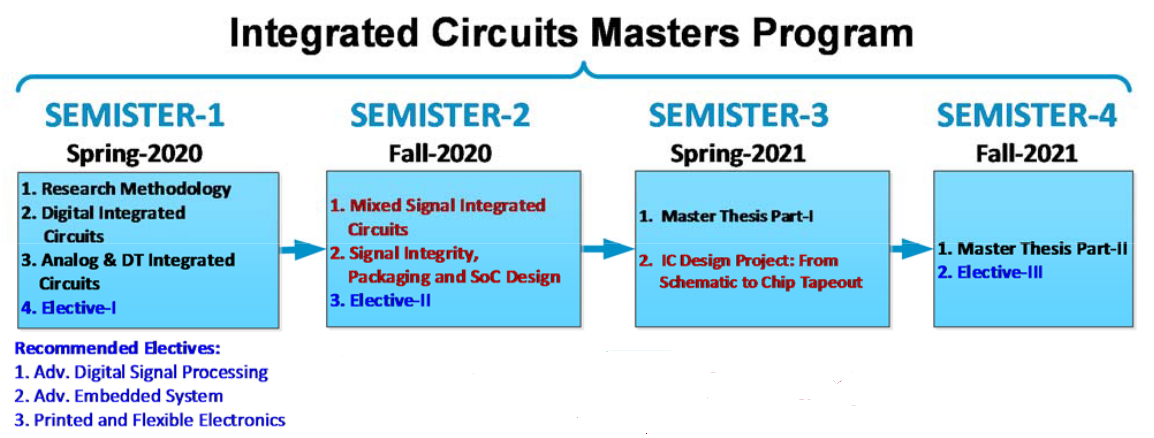 Integrated Circuits Masters Program
SEMISTER-1
Spring-2020
1. Research Methodology
2. Digital Integrated
Circuits
3. Analog & DT Integrated
Circuits
4. Elective-I
SEMISTER-2
Fall-2020
1. Mixed Signal Integrated
Circuits
2. Signal Integrity,
Packaging and SoC Design
3. Elective-II
SEMISTER-3
Spring-2021
1. Master Thesis Part-I
2. IC Design Project: From
Schematic to Chip Tapeout
SEMISTER-4
Fall-2021
1. Master Thesis Part-II
2. Elective-III
Recommended Electives:
1. Adv. Digital Signal Processing
2. Adv. Embedded System
3. Printed and Flexible Electronics